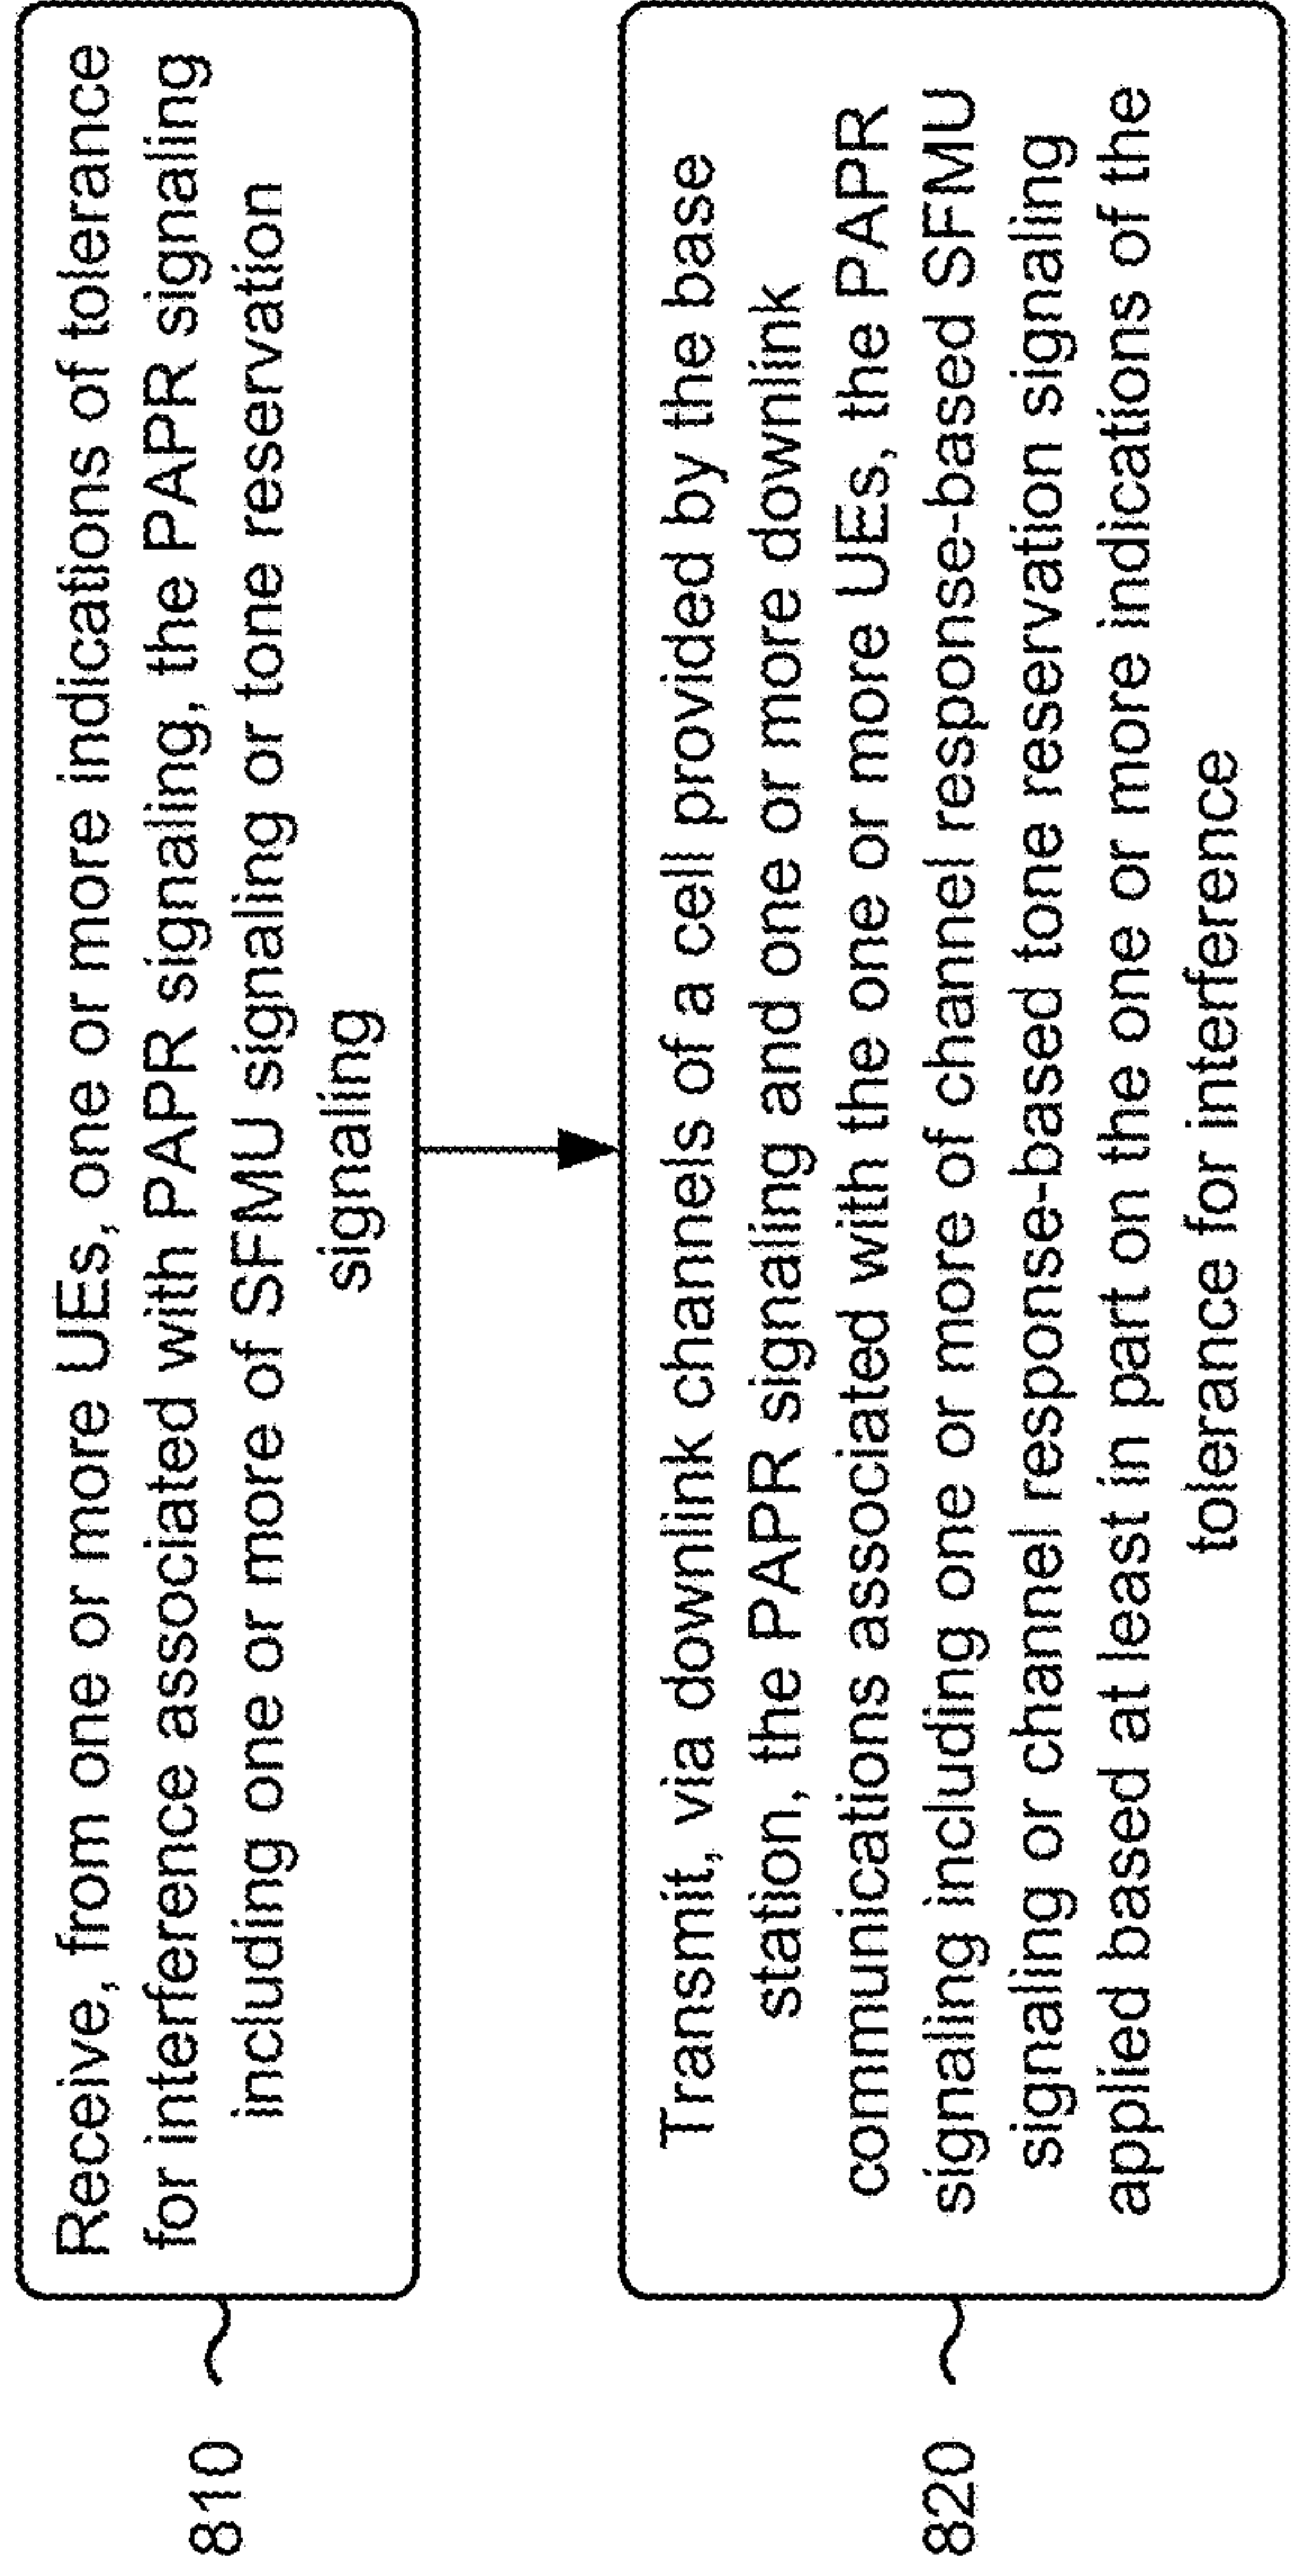 810
Receive, from one or more UEs, one or more indications of tolerance
for interference associated with PAPR signaling, the PAPR signaling
including one or more of SFMU signaling or tone reservation
signaling
820
Transmit, via downlink channels of a cell provided by the base
station, the PAPR signaling and one or more downlink
communications associated with the one or more UEs, the PAPR
signaling including one or more of channel response-based SFMU
signaling or channel response-based tone reservation signaling
applied based at least in part on the one or more indications of the
tolerance for interference